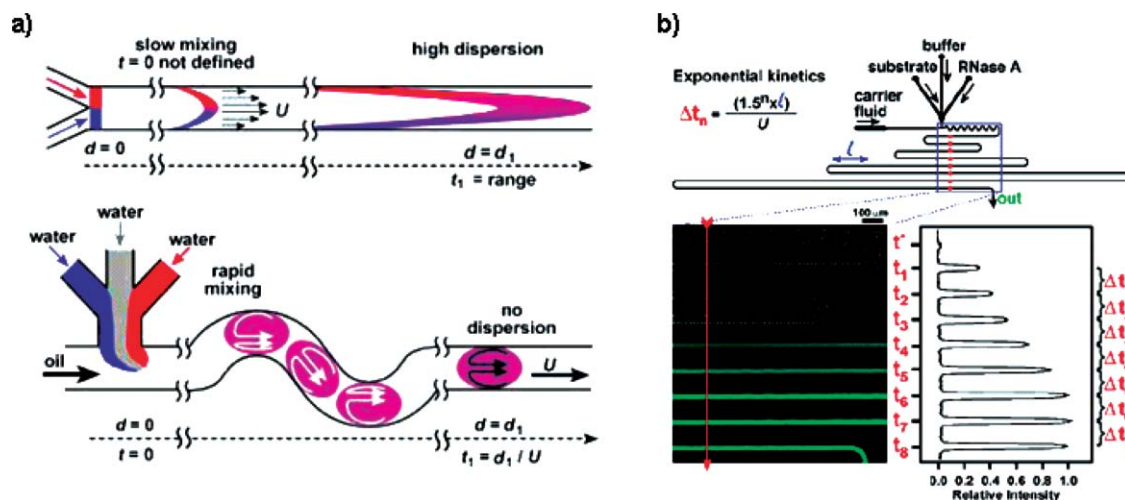 a)
slow mixing
t = 0 not defined
high dispersion
U
d = 0
d = d₁
t₁ = range
water
water
water
rapid
mixing
no
dispersion
oil
U
d = 0
d = d₁
t = 0
t₁ = d₁ / U
b)
buffer
substrate
RNase A
Exponential kinetics
Δtₙ = (1.5ⁿ x l)
U
carrier
fluid
l
out
100 µm
t₁
t₂
t₃
t₄
t₅
t₆
t₇
t₈
Δt
Δt
Δt
Δt
Δt
Δt
Δt
0.0 0.2 0.4 0.6 0.8 1.0
Relative Intensity